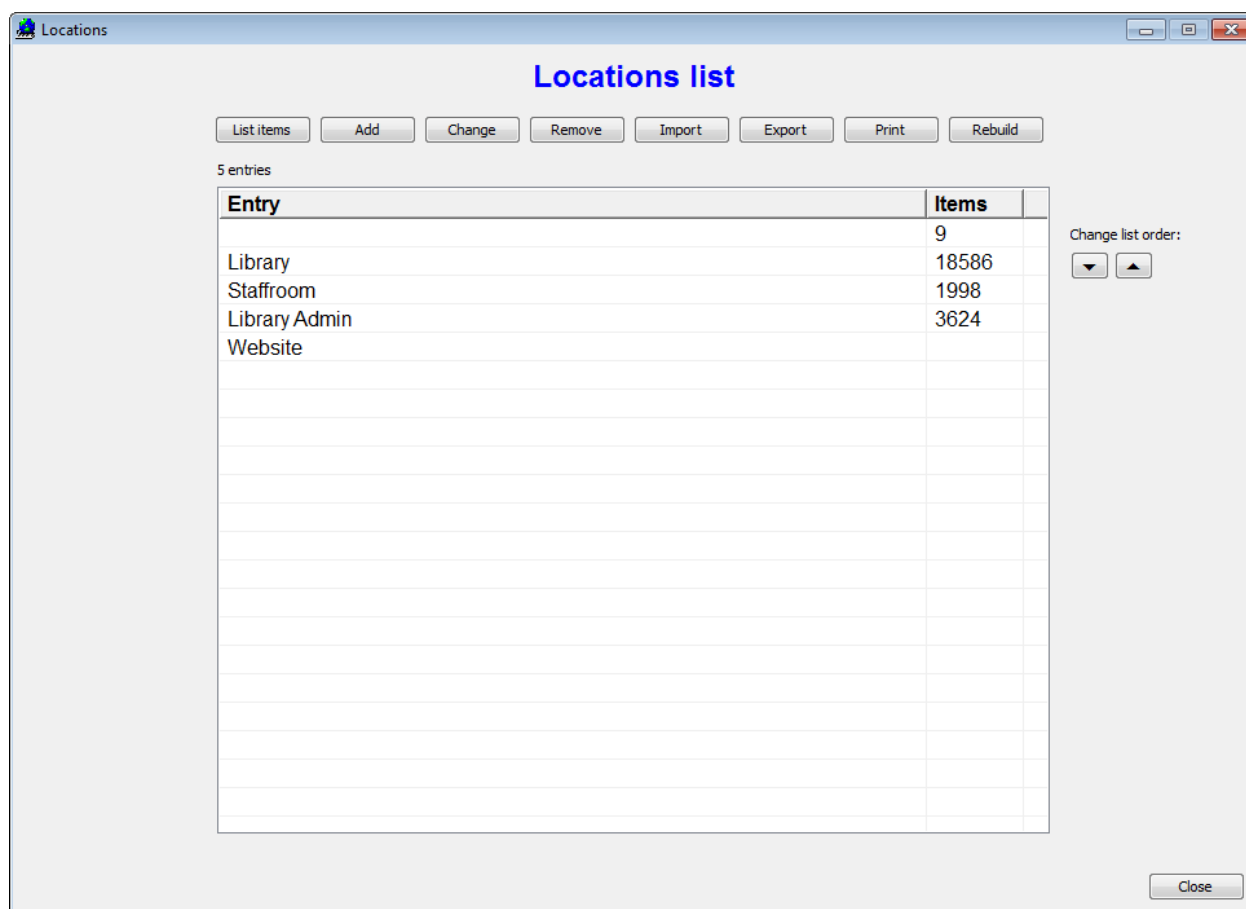 Locations
Locations list
List items Add Change Remove Import Export Print Rebuild
5 entries
Entry Items
9
Change list order:
Library 18586
Staffroom 1998
Library Admin 3624
Website
Close